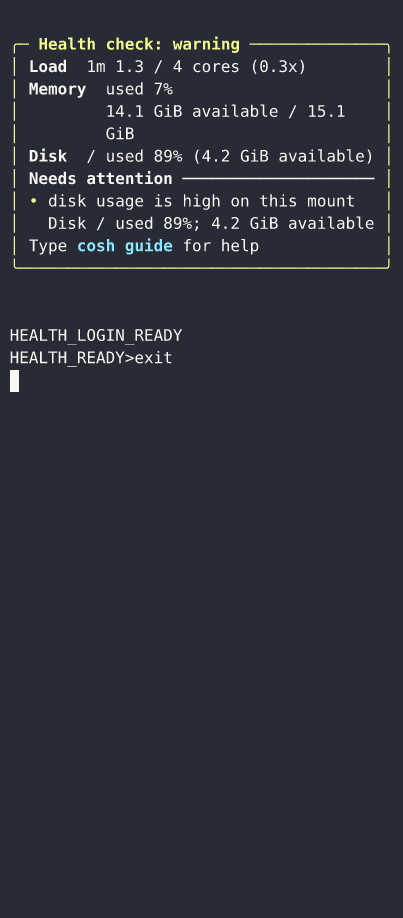 Health check: warning
Load  1m 1.3 / 4 cores (0.3x)
Memory  used 7%
14.1 GiB available / 15.1
GiB
Disk  / used 89% (4.2 GiB available)
Needs attention
• disk usage is high on this mount
Disk / used 89%; 4.2 GiB available
Type cosh guide for help
HEALTH_LOGIN_READY
HEALTH_READY>exit